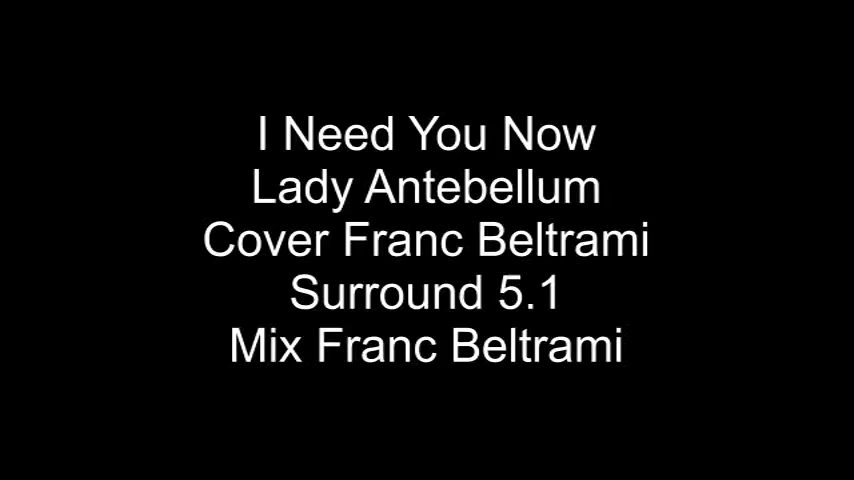 I Need You Now
Lady Antebellum
Cover Franc Beltrami
Surround 5.1
Mix Franc Beltrami